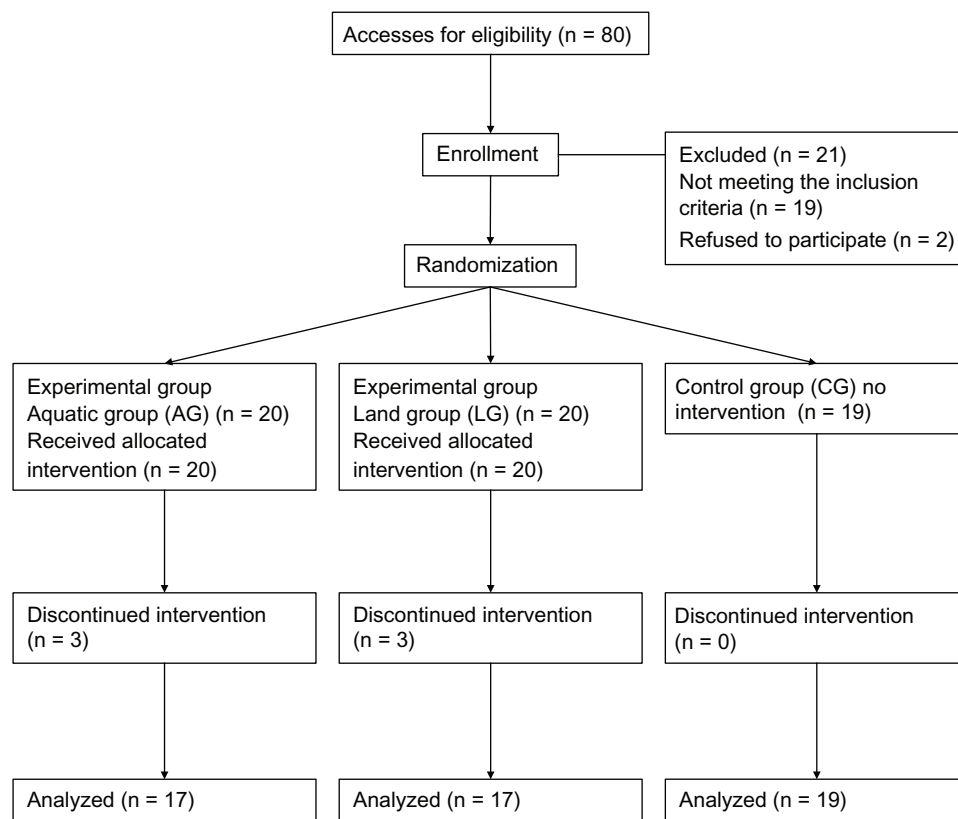 Accesses for eligibility (n = 80)
Enrollment
Excluded (n = 21)
Not meeting the inclusion
criteria (n = 19)
Refused to participate (n = 2)
Randomization
Experimental group
Aquatic group (AG) (n = 20)
Received allocated
intervention (n = 20)
Experimental group
Land group (LG) (n = 20)
Received allocated
intervention (n = 20)
Control group (CG) no
intervention (n = 19)
Discontinued intervention
(n = 3)
Discontinued intervention
(n = 3)
Discontinued intervention
(n = 0)
Analyzed (n = 17)
Analyzed (n = 17)
Analyzed (n = 19)